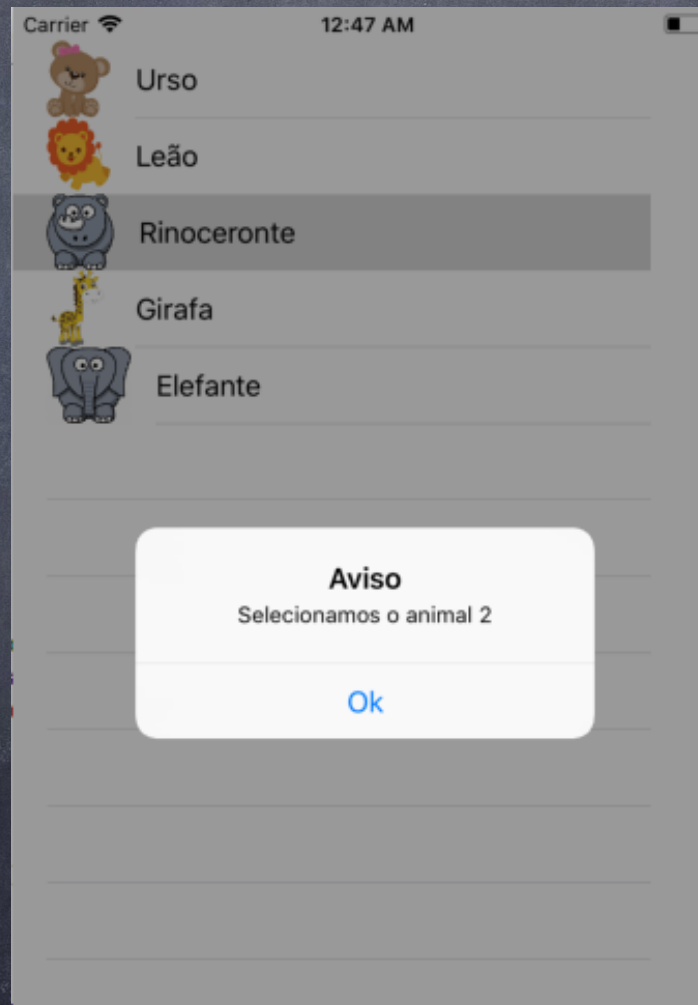 Carrier 12:47 AM
Urso
Leão
Rinoceronte
Girafa
Elefante
Aviso
Selecionamos o animal 2
Ok